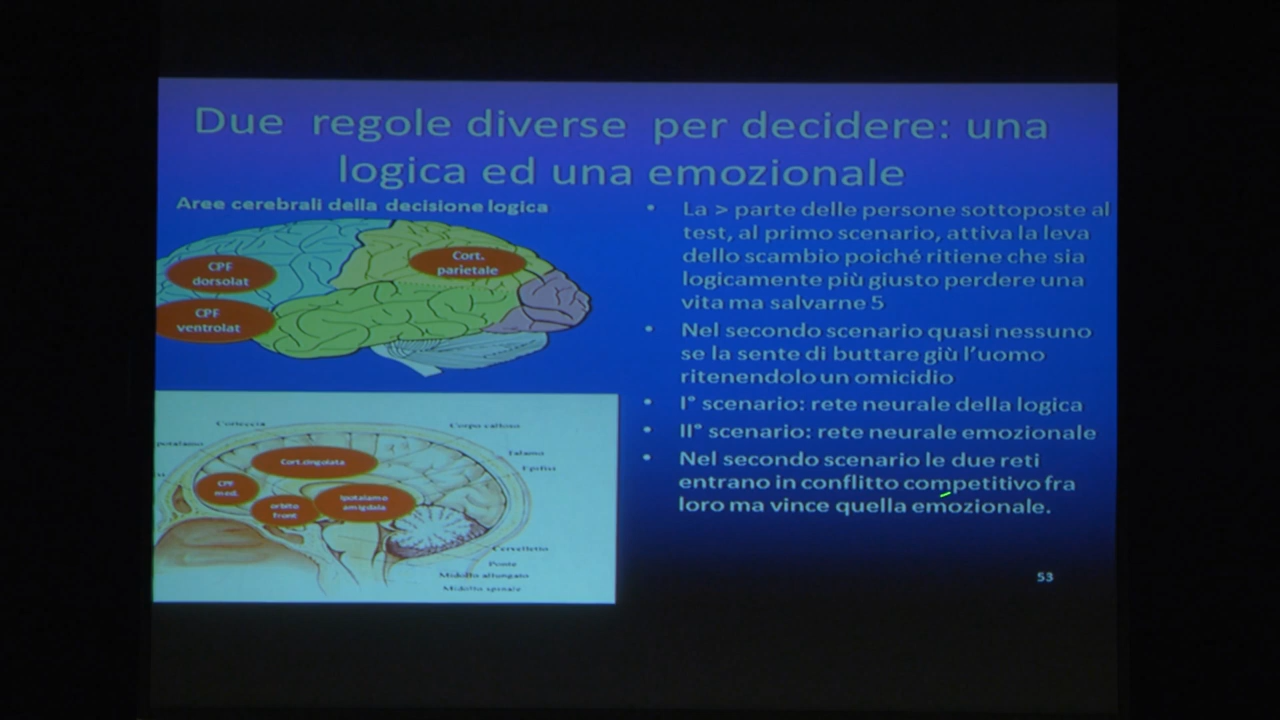 Due regole diverse per decidere: una
logica ed una emozionale
Aree cerebrali della decisione logica
CPF
dorsolat
CPF
ventrolat
Cort.
parietale
• La > parte delle persone sottoposte al
test, al primo scenario, attiva la leva
dello scambio poiché ritiene che sia
logicamente più giusto perdere una
vita ma salvarne 5
• Nel secondo scenario quasi nessuno
se la sente di buttare giù l'uomo
ritenendolo un omicidio
• I° scenario: rete neurale della logica
• II° scenario: rete neurale emozionale
• Nel secondo scenario le due reti
entrano in conflitto competitivo fra
loro ma vince quella emozionale.
Corteccia
Corpo calloso
potalamo
Talamo
Epifisi
Cort.cingolata
CPF
med.
orbito
front
Ipotalamo
amigdala
Cervelletto
Ponte
Midollo allungato
Midollo spinale
53